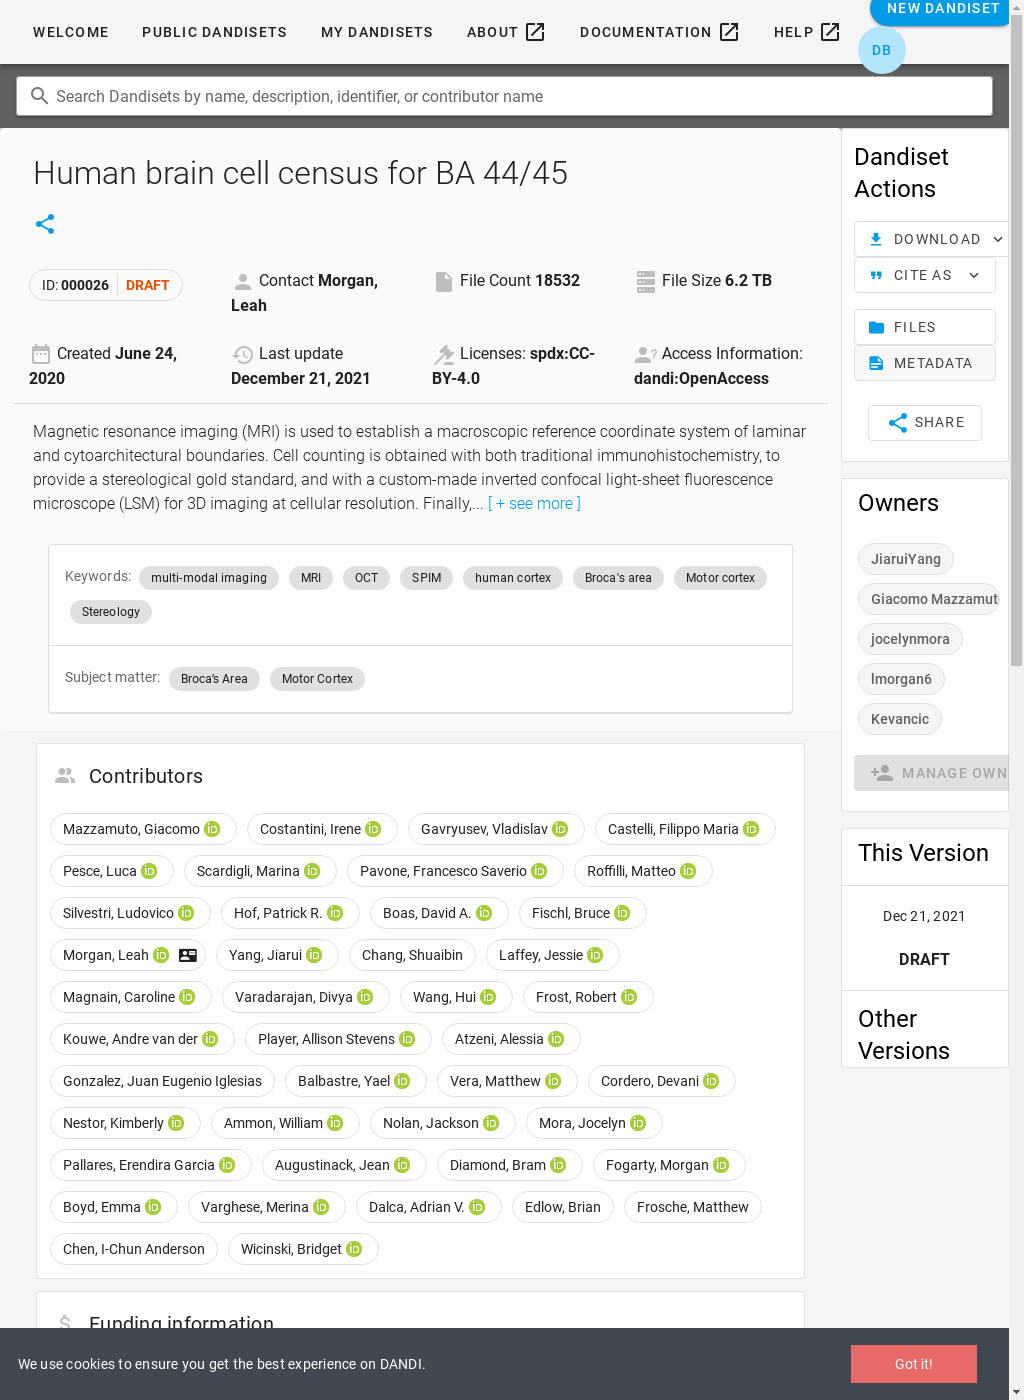 WELCOME PUBLIC DANDISETS MY DANDISETS ABOUT DOCUMENTATION HELP NEW DANDISET
DB
Search Dandisets by name, description, identifier, or contributor name
Human brain cell census for BA 44/45
ID: 000026 DRAFT
Contact Morgan, Leah
File Count 18532
File Size 6.2 TB
Created June 24, 2020
Last update December 21, 2021
Licenses: spdx:CC-BY-4.0
Access Information: dandi:OpenAccess
Magnetic resonance imaging (MRI) is used to establish a macroscopic reference coordinate system of laminar
and cytoarchitectural boundaries. Cell counting is obtained with both traditional immunohistochemistry, to
provide a stereological gold standard, and with a custom-made inverted confocal light-sheet fluorescence
microscope (LSM) for 3D imaging at cellular resolution. Finally,... [ + see more ]
Keywords: multi-modal imaging MRI OCT SPIM human cortex Broca's area Motor cortex
Stereology
Subject matter: Broca's Area Motor Cortex
Contributors
Mazzamuto, Giacomo Costantini, Irene Gavryusev, Vladislav Castelli, Filippo Maria
Pesce, Luca Scardigli, Marina Pavone, Francesco Saverio Roffilli, Matteo
Silvestri, Ludovico Hof, Patrick R. Boas, David A. Fischl, Bruce
Morgan, Leah Yang, Jiarui Chang, Shuaibin Laffey, Jessie
Magnain, Caroline Varadarajan, Divya Wang, Hui Frost, Robert
Kouwe, Andre van der Player, Allison Stevens Atzeni, Alessia
Gonzalez, Juan Eugenio Iglesias Balbastre, Yael Vera, Matthew Cordero, Devani
Nestor, Kimberly Ammon, William Nolan, Jackson Mora, Jocelyn
Pallares, Erendira Garcia Augustinack, Jean Diamond, Bram Fogarty, Morgan
Boyd, Emma Varghese, Merina Dalca, Adrian V. Edlow, Brian Frosche, Matthew
Chen, I-Chun Anderson Wicinski, Bridget
Funding information
Dandiset
Actions
DOWNLOAD
CITE AS
FILES
METADATA
SHARE
Owners
JiaruiYang
Giacomo Mazzamut
jocelynmora
lmorgan6
Kevancic
MANAGE OWN
This Version
Dec 21, 2021
DRAFT
Other
Versions
We use cookies to ensure you get the best experience on DANDI.
Got it!